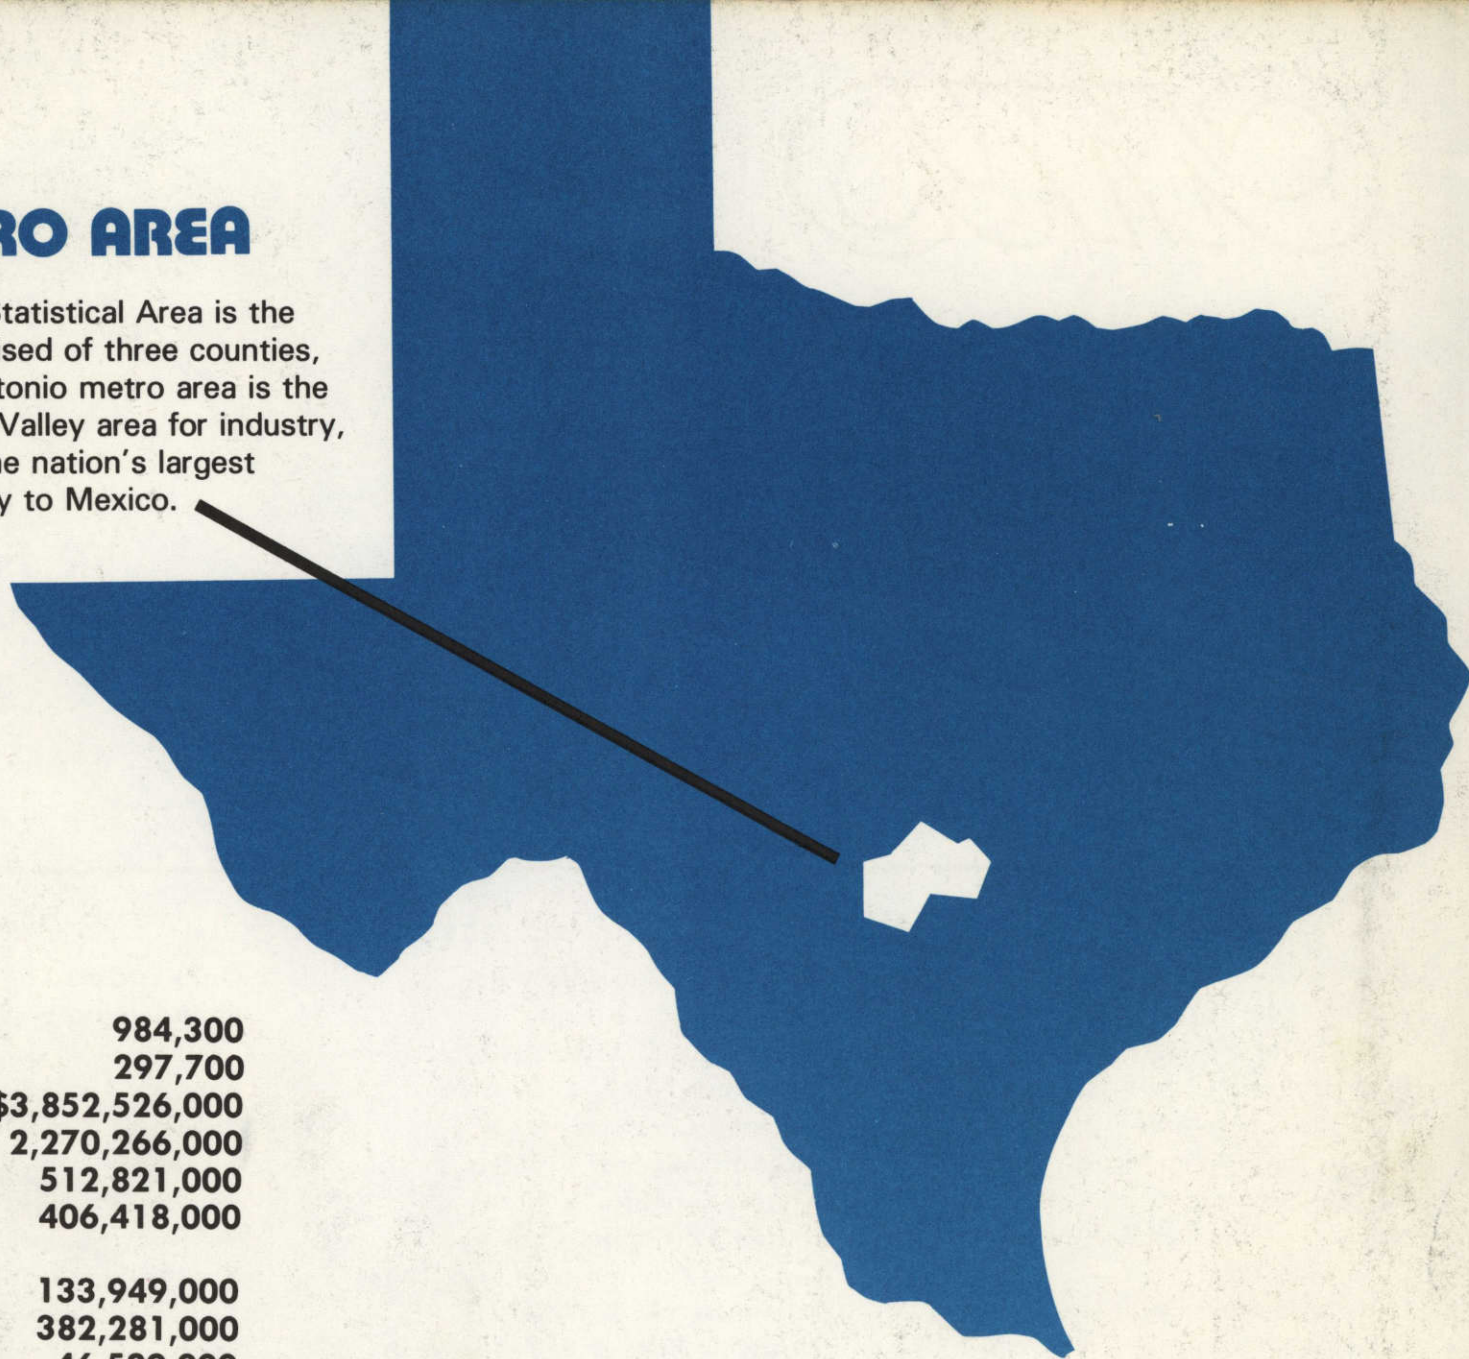 RO AREA
Statistical Area is the
sed of three counties,
tonio metro area is the
Valley area for industry,
e nation's largest
y to Mexico.
984,300
297,700
$3,852,526,000
2,270,266,000
512,821,000
406,418,000
133,949,000
382,281,000